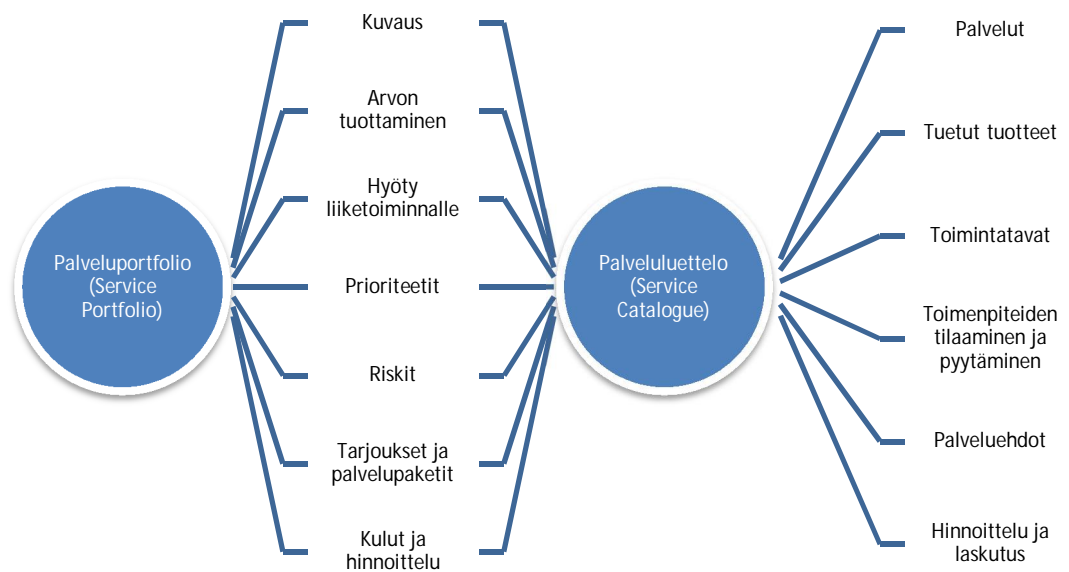 Palveluportfolio
(Service
Portfolio)
Kuvaus
Arvon
tuottaminen
Hyöty
liiketoiminnalle
Prioriteetit
Riskit
Tarjoukset ja
palvelupaketit
Kulut ja
hinnoittelu
Palveluluettelo
(Service
Catalogue)
Palvelut
Tuetut tuotteet
Toimintatavat
Toimenpiteiden
tilaaminen ja
pyytäminen
Palveluehdot
Hinnoittelu ja
laskutus